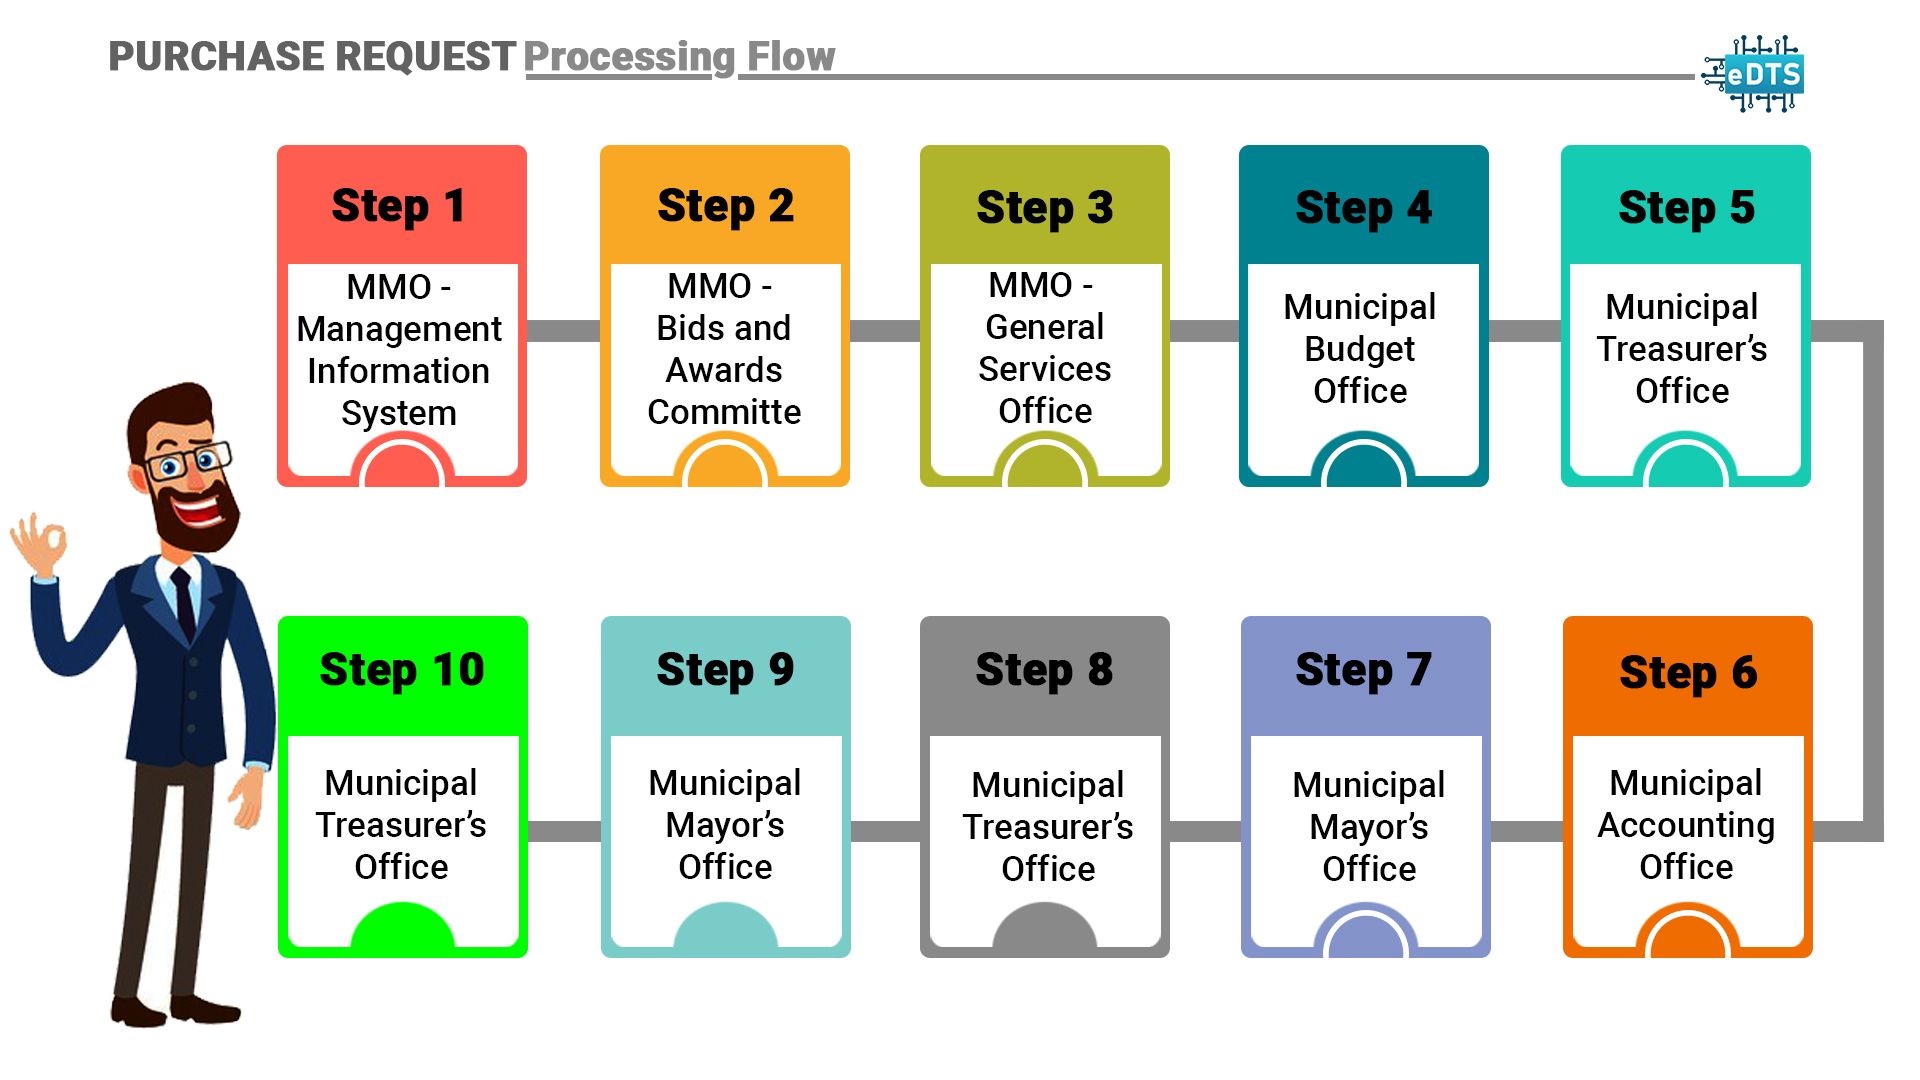 PURCHASE REQUEST Processing Flow
eDTS
Step 1
MMO -
Management
Information
System
Step 2
MMO -
Bids and
Awards
Committe
Step 3
MMO -
General
Services
Office
Step 4
Municipal
Budget
Office
Step 5
Municipal
Treasurer’s
Office
Step 6
Municipal
Accounting
Office
Step 7
Municipal
Mayor’s
Office
Step 8
Municipal
Treasurer’s
Office
Step 9
Municipal
Mayor’s
Office
Step 10
Municipal
Treasurer’s
Office